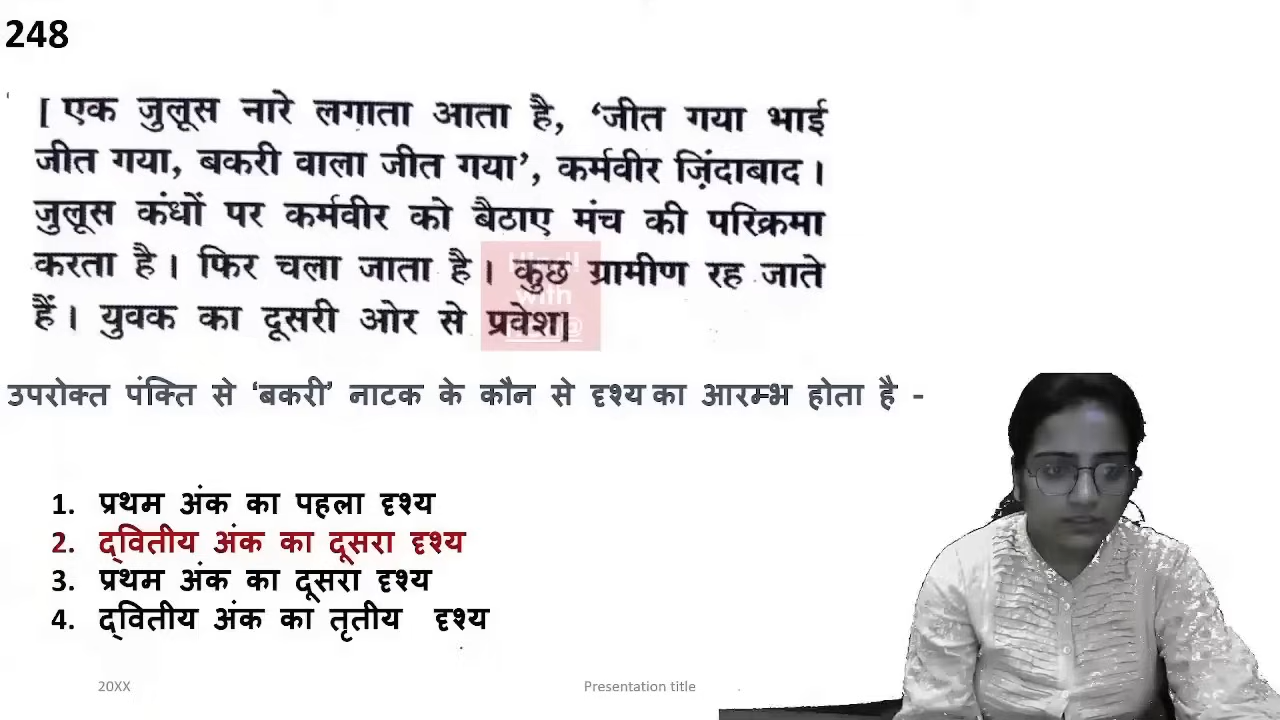 248
[ एक जुलूस नारे लगाता आता है, ‘जीत गया भाई
जीत गया, बकरी वाला जीत गया’, कर्मवीर ज़िंदाबाद।
जुलूस कंधों पर कर्मवीर को बैठाए मंच की परिक्रमा
करता है। फिर चला जाता है। कुछ ग्रामीण रह जाते
हैं। युवक का दूसरी ओर से प्रवेश]
with
उपरोक्त पंक्ति से ‘बकरी’ नाटक के कौन से दृश्य का आरम्भ होता है -
1. प्रथम अंक का पहला दृश्य
2. द्वितीय अंक का दूसरा दृश्य
3. प्रथम अंक का दूसरा दृश्य
4. द्वितीय अंक का तृतीय दृश्य
20XX
Presentation title